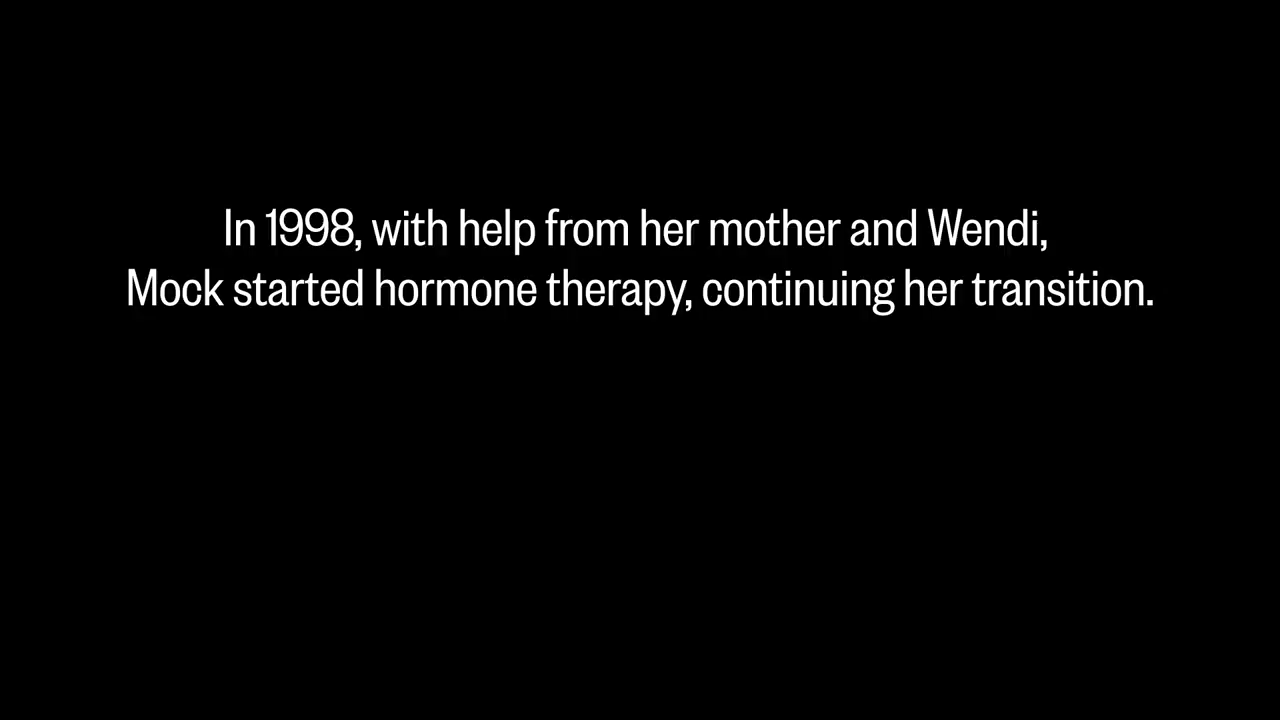 In 1998, with help from her mother and Wendi,
Mock started hormone therapy, continuing her transition.